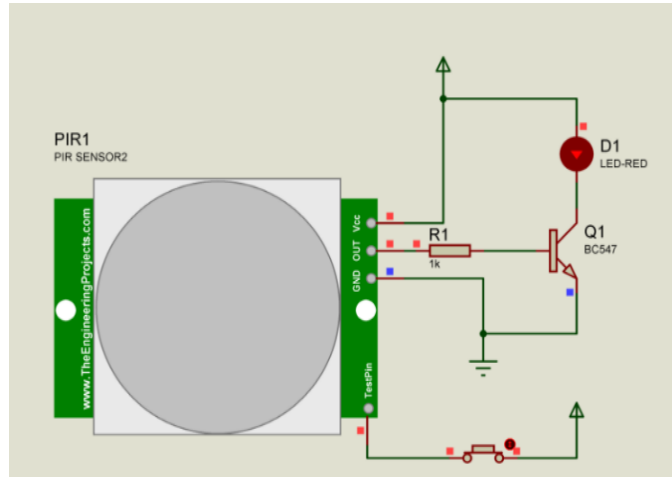 PIR1
PIR SENSOR2
www.TheEngineeringProjects.com
Vcc
OUT
GND
TestPin
R1
1k
D1
LED-RED
Q1
BC547